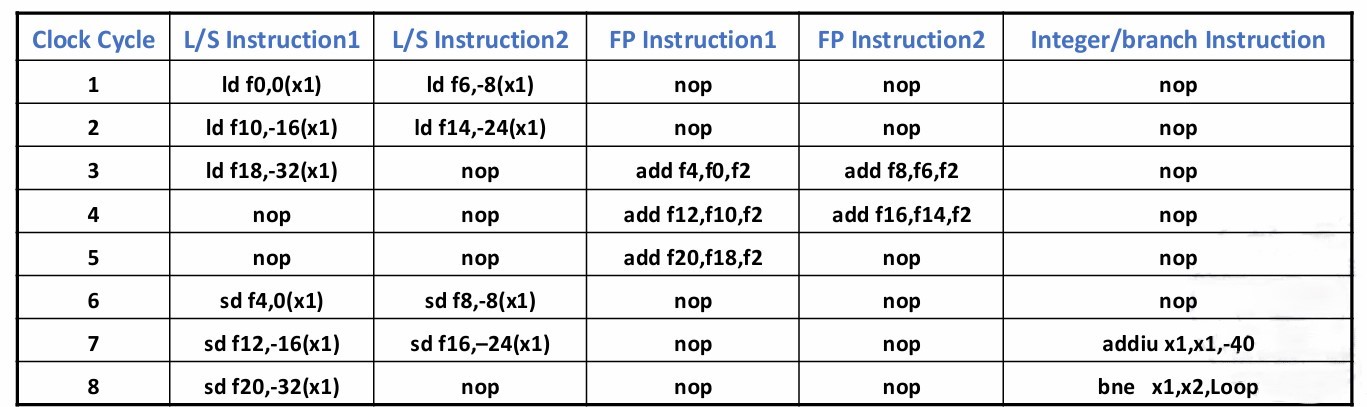 Clock Cycle L/S Instruction1 L/S Instruction2 FP Instruction1 FP Instruction2 Integer/branch Instruction
1 ld f0,0(x1) ld f6,-8(x1) nop nop nop
2 ld f10,-16(x1) ld f14,-24(x1) nop nop nop
3 ld f18,-32(x1) nop add f4,f0,f2 add f8,f6,f2 nop
4 nop nop add f12,f10,f2 add f16,f14,f2 nop
5 nop nop add f20,f18,f2 nop nop
6 sd f4,0(x1) sd f8,-8(x1) nop nop nop
7 sd f12,-16(x1) sd f16,–24(x1) nop nop addiu x1,x1,-40
8 sd f20,-32(x1) nop nop nop bne x1,x2,Loop